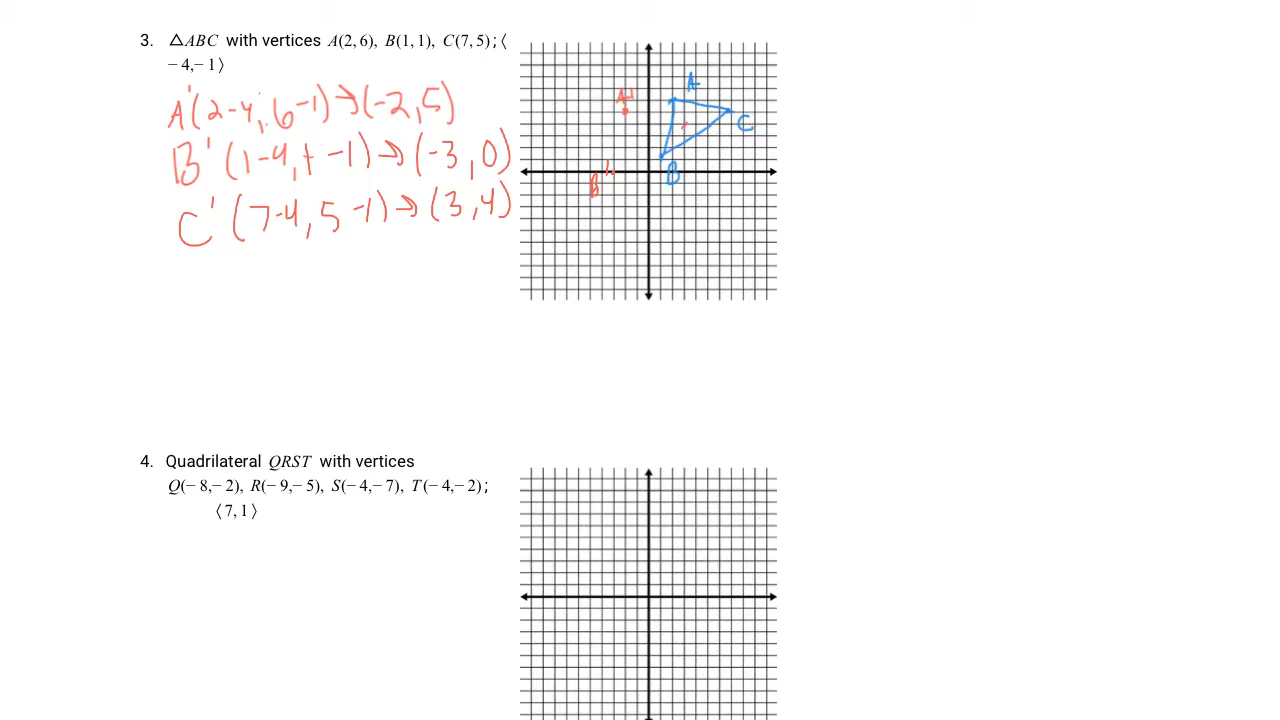 3. △ABC with vertices A(2, 6), B(1, 1), C(7, 5); ⟨
− 4,− 1⟩
A'(2-4, 6-1)→(-2,5)
B'(1-4, 1-1)→(-3,0)
C'(7-4, 5-1)→(3,4)
A
A'
C
B
B'
4. Quadrilateral QRST with vertices
Q(− 8,− 2), R(− 9,− 5), S(− 4,− 7), T(− 4,− 2);
⟨ 7, 1 ⟩